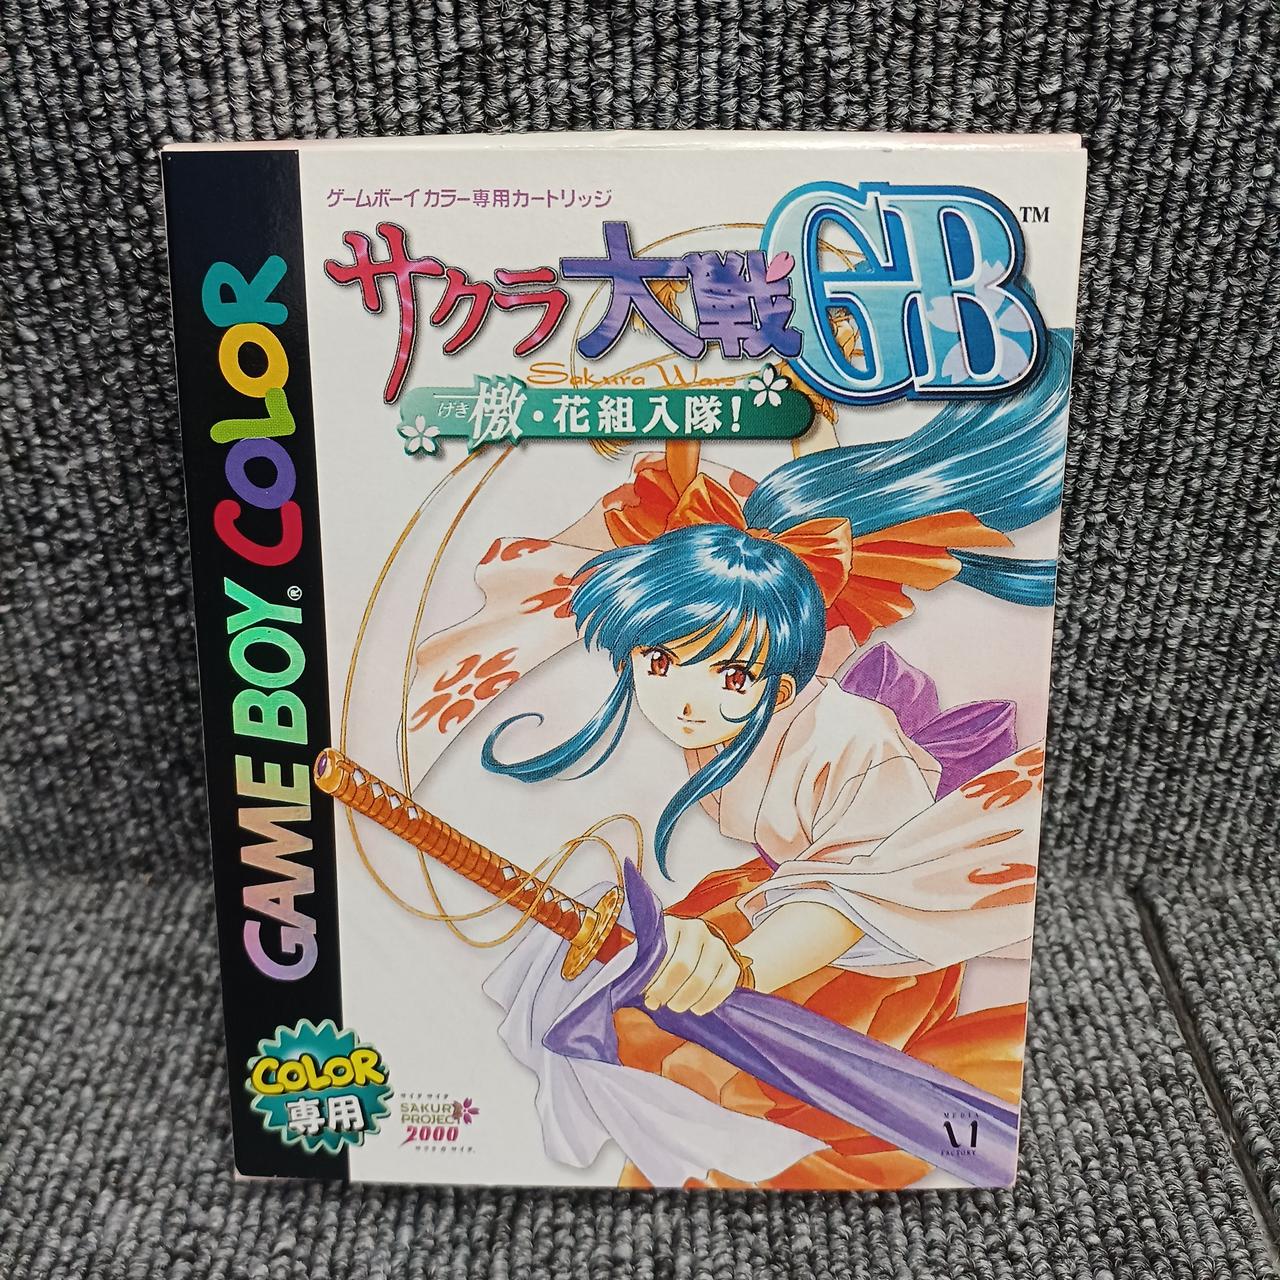 ゲームボーイカラー専用カートリッジ
サクラ大戦GB™
Sakura Wars
げき
檄・花組入隊!
GAME BOY® COLOR
COLOR
専用
SAKURA
PROJECT
2000
MEDIA
FACTORY